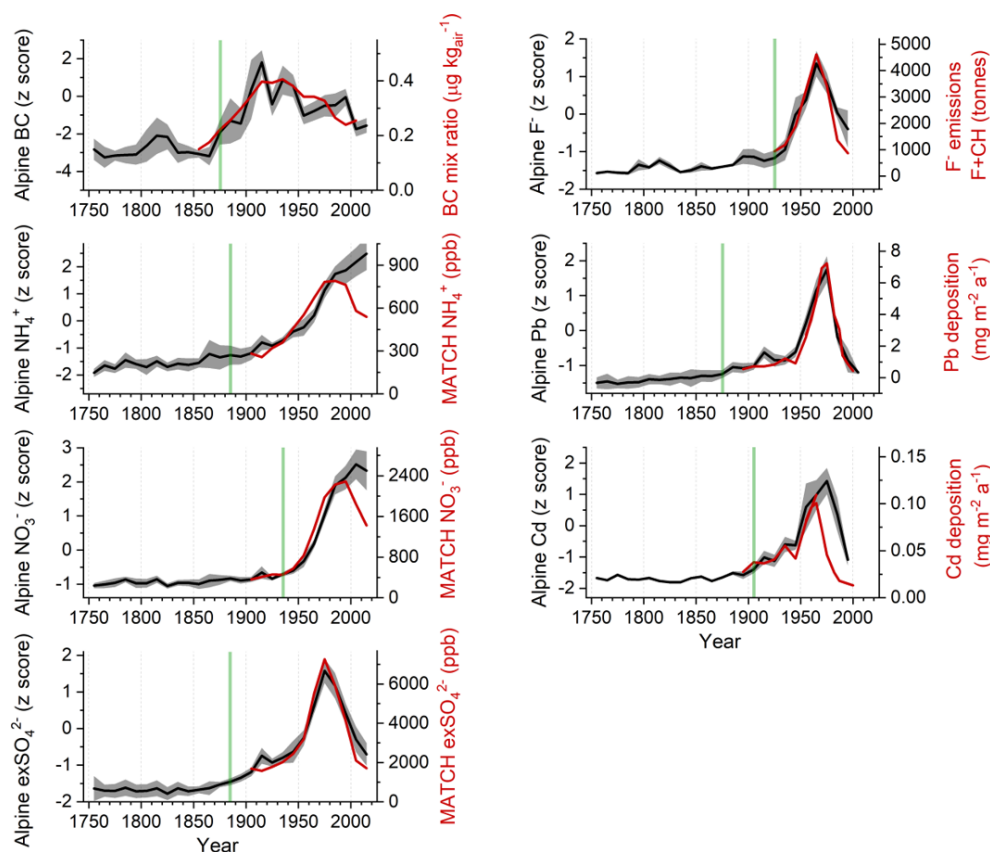 Alpine BC (z score)
2
0
-2
-4
0.4
0.2
0.0
BC mix ratio (µg kg_air⁻¹)
1750 1800 1850 1900 1950 2000
Alpine F⁻ (z score)
2
1
0
-1
-2
5000
4000
3000
2000
1000
0
F⁻ emissions
F+CH (tonnes)
1750 1800 1850 1900 1950 2000
Alpine NH₄⁺ (z score)
2
1
0
-1
-2
900
600
300
0
MATCH NH₄⁺ (ppb)
1750 1800 1850 1900 1950 2000
Alpine Pb (z score)
2
1
0
-1
8
6
4
2
0
Pb deposition
(mg m⁻² a⁻¹)
1750 1800 1850 1900 1950 2000
Alpine NO₃⁻ (z score)
3
2
1
0
-1
2400
1600
800
0
MATCH NO₃⁻ (ppb)
1750 1800 1850 1900 1950 2000
Alpine Cd (z score)
2
1
0
-1
-2
0.15
0.10
0.05
0.00
Cd deposition
(mg m⁻² a⁻¹)
1750 1800 1850 1900 1950 2000
Year
Alpine exSO₄²⁻ (z score)
2
1
0
-1
-2
6000
4000
2000
0
MATCH exSO₄²⁻ (ppb)
1750 1800 1850 1900 1950 2000
Year